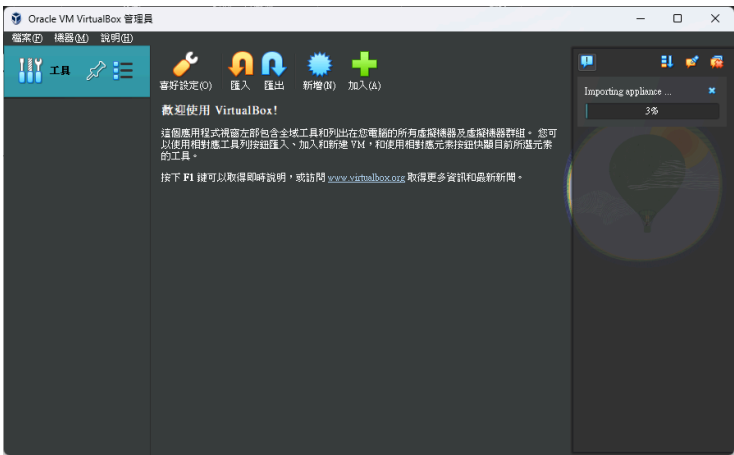 Oracle VM VirtualBox 管理員
檔案(F) 機器(M) 說明(H)
工具
喜好設定(O) 匯入 匯出 新增(N) 加入(A)
歡迎使用 VirtualBox!
這個應用程式視窗左部包含全域工具和列出在您電腦的所有虛擬機器及虛擬機器群組。 您可
以使用相對應工具列按鈕匯入、加入和新建 VM,和使用相對應元素按鈕快顯目前所選元素
的工具。
按下 F1 鍵可以取得即時說明,或訪問 www.virtualbox.org 取得更多資訊和最新新聞。
Importing appliance ...
3%